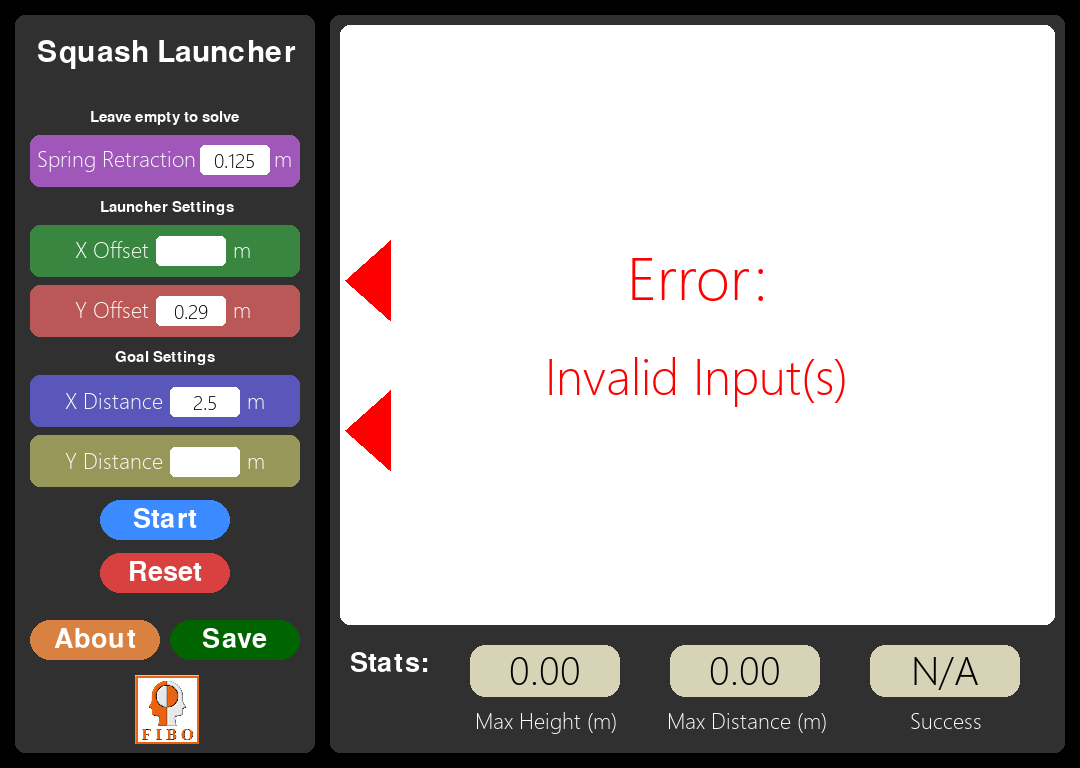 Squash Launcher
Leave empty to solve
Spring Retraction 0.125 m
Launcher Settings
X Offset m
Y Offset 0.29 m
Goal Settings
X Distance 2.5 m
Y Distance m
Start
Reset
About Save
FIBO
Error:
Invalid Input(s)
Stats:
0.00 0.00 N/A
Max Height (m) Max Distance (m) Success